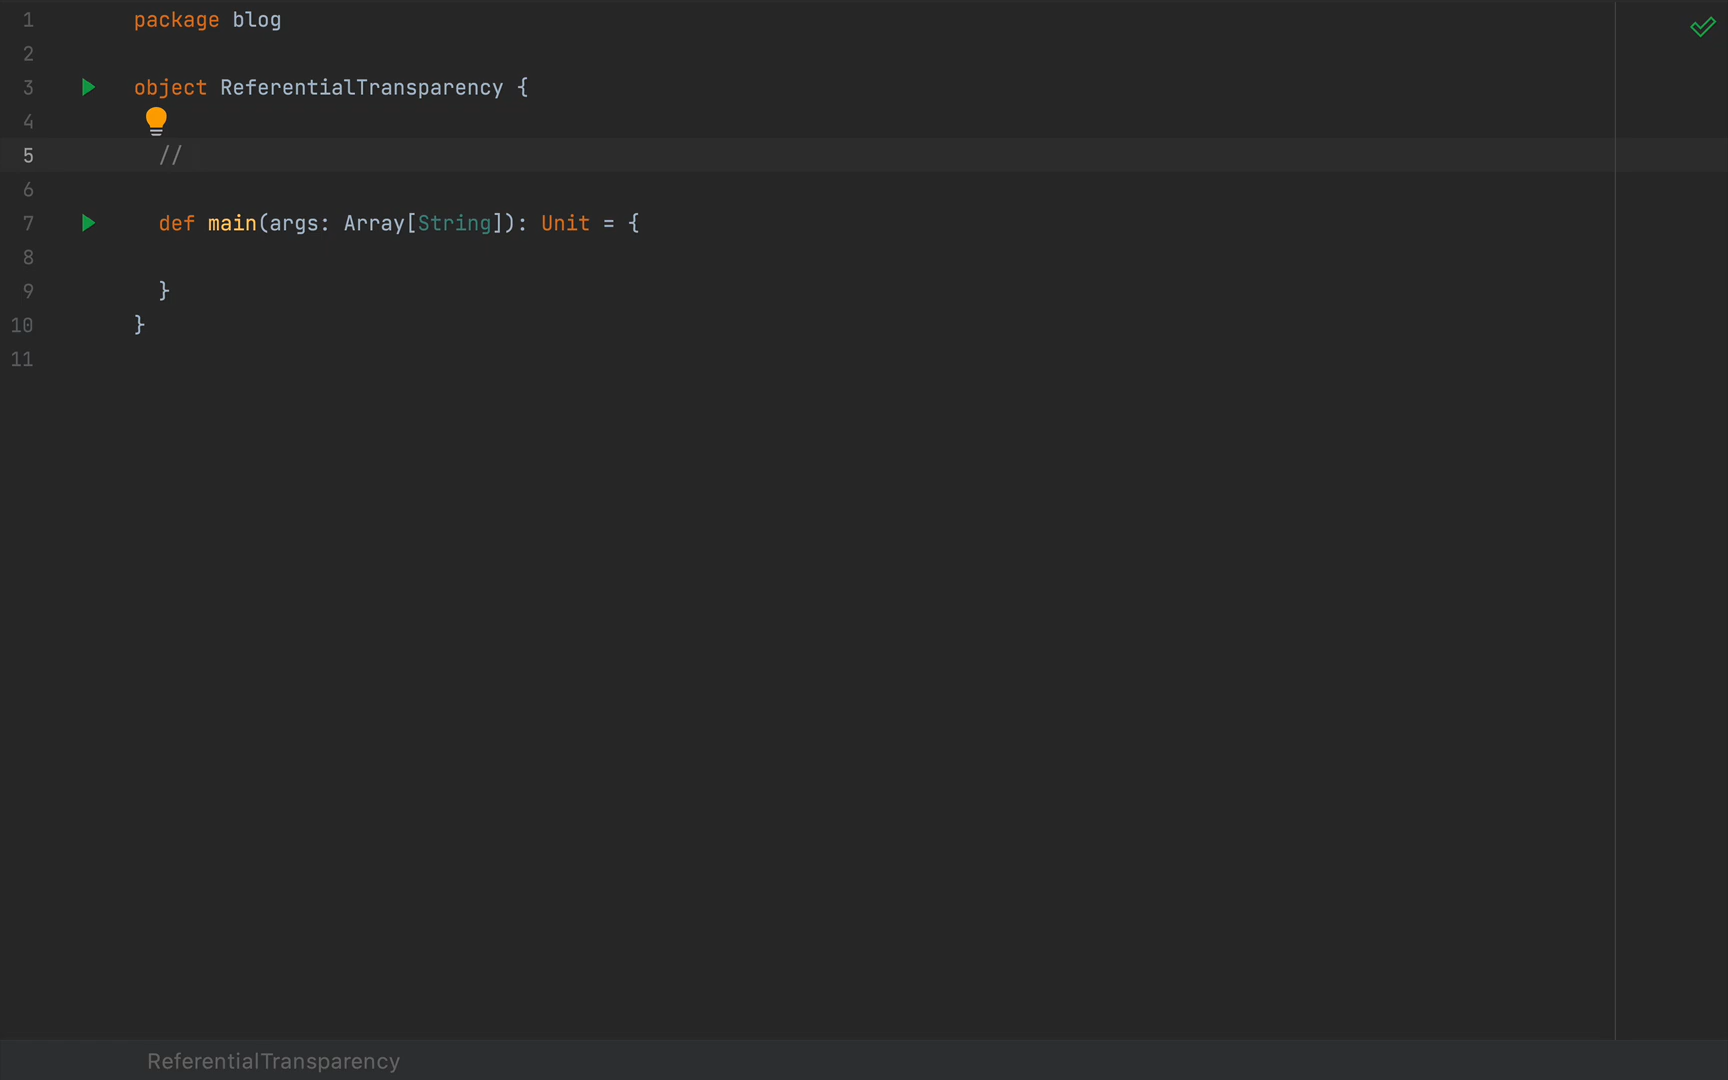 1 package blog
2
3 object ReferentialTransparency {
4
5 //
6
7 def main(args: Array[String]): Unit = {
8
9 }
10 }
11
ReferentialTransparency